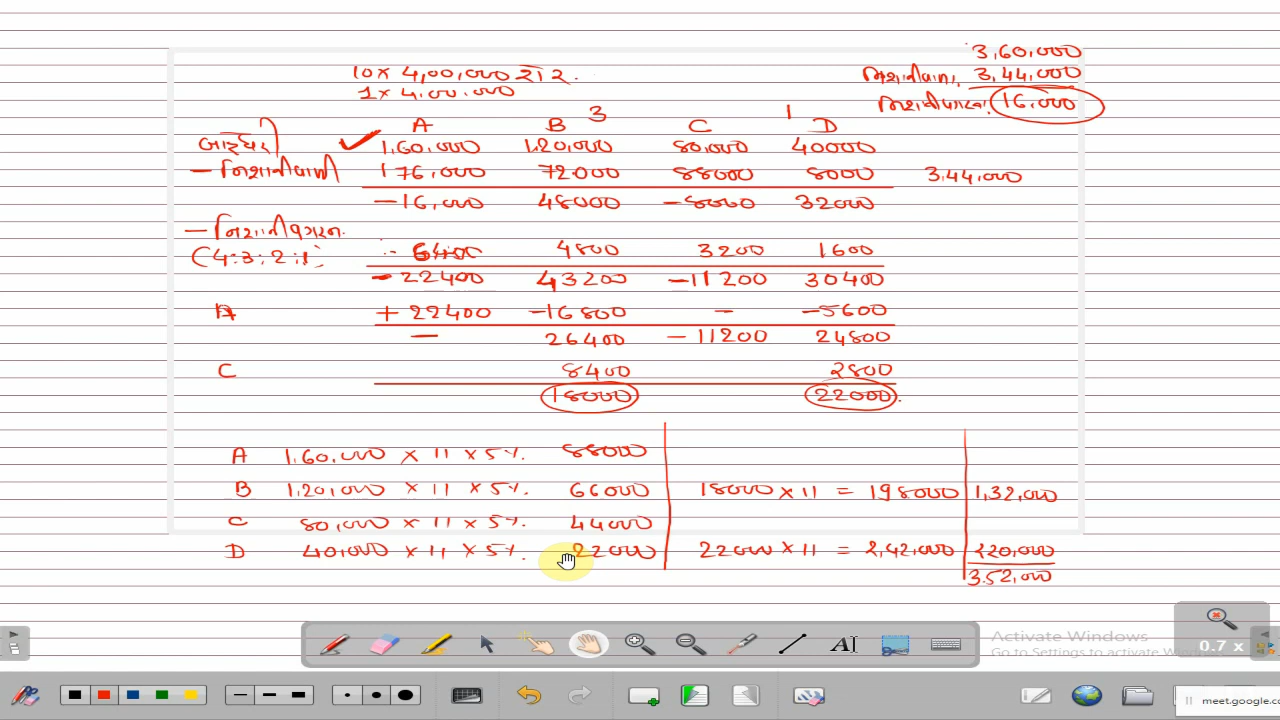 3,60,000
10 x 4,00,000 શેર.
નિશાનીવાળા 3,44,000
1 x 4,00,000
16,000
3 1
A B C D
1,60,000 1,20,000 80,000 40000
- નિશાનીવાળી 176,000 72000 88000 8000 3,44,000
-16,000 48000 -8000 32000
(4:3:2:1) 6400 4800 3200 1600
-22400 43200 -11200 30400
A +22400 -16800 - -5600
- 26400 -11200 24800
C 8400 2800
18000 22000.
A 1,60,000 x 11 x 5%. 88000
B 1,20,000 x 11 x 5%. 66000 18000 x 11 = 198000 1,32,000
C 80,000 x 11 x 5%. 44000
D 40,000 x 11 x 5%. 22000 22000 x 11 = 2,42,000 220,000
3,52,000
Activate Windows
Go to Settings to activate Win
0.7 x
AI
meet.google.co